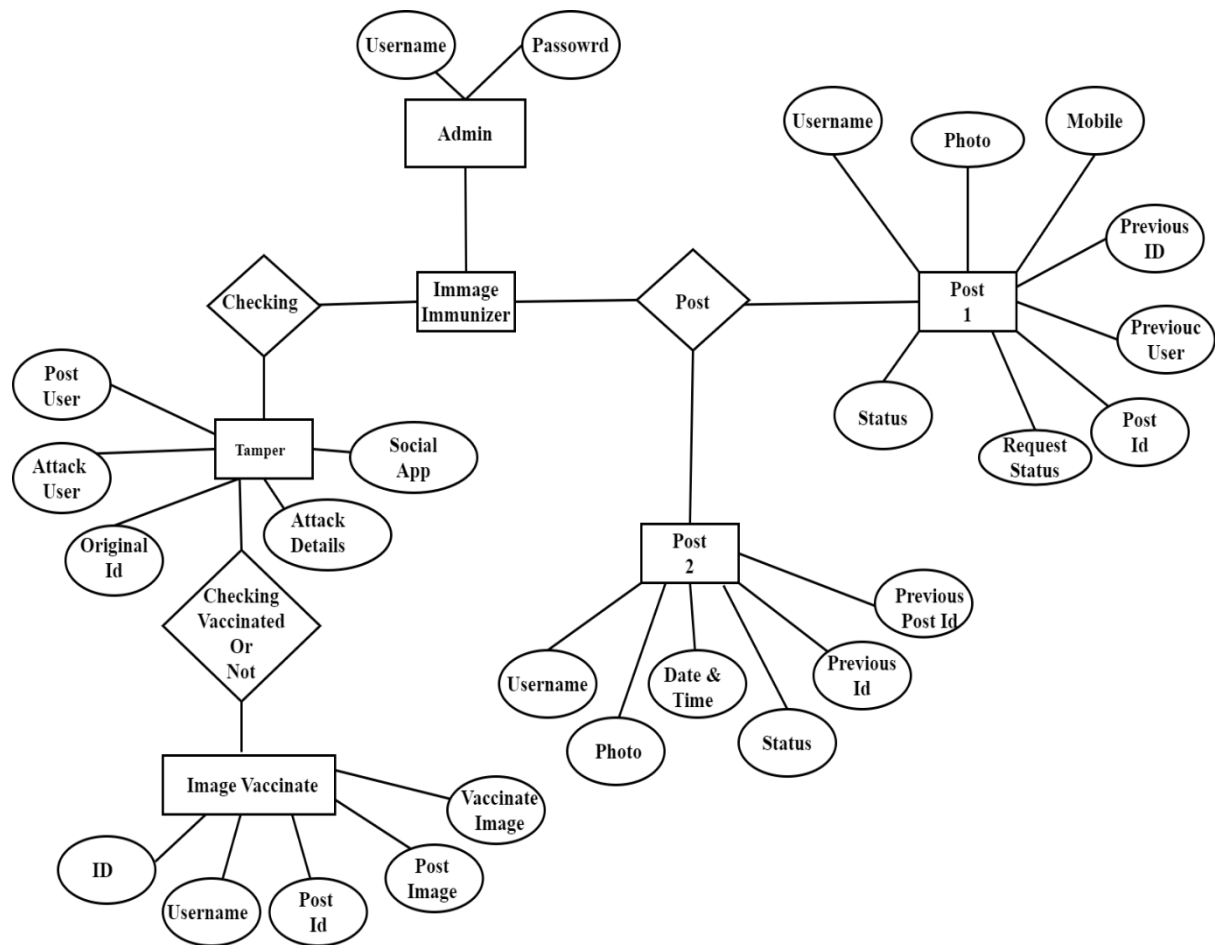 Username
Passowrd
Admin
Username
Photo
Mobile
Previous
ID
Checking
Immage
Immunizer
Post
Post
1
Previouc
User
Post
User
Status
Request
Status
Post
Id
Tamper
Social
App
Attack
User
Original
Id
Attack
Details
Checking
Vaccinated
Or
Not
Post
2
Previous
Post Id
Username
Date &
Time
Previous
Id
Photo
Status
Image Vaccinate
Vaccinate
Image
ID
Username
Post
Id
Post
Image